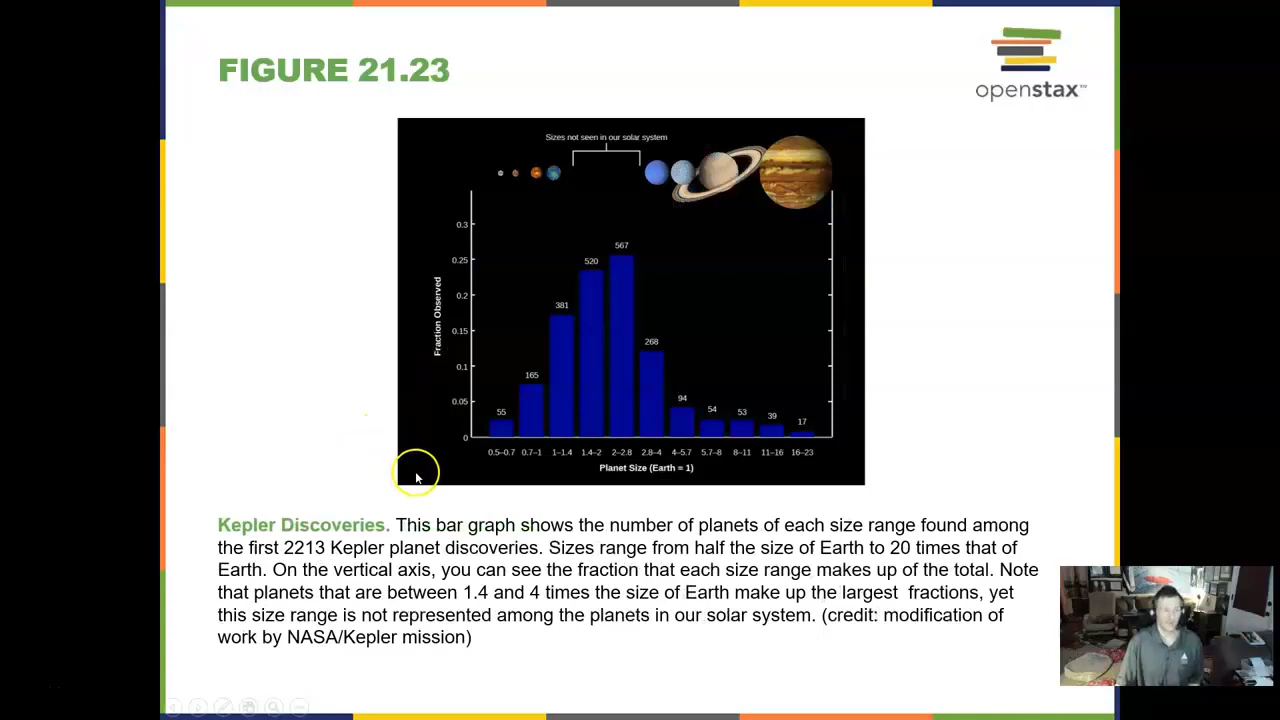 FIGURE 21.23
openstax™
Sizes not seen in our solar system
0.3
0.25
0.2
0.15
0.1
0.05
0
Fraction Observed
55
165
381
520
567
268
94
54
53
39
17
0.5–0.7 0.7–1 1–1.4 1.4–2 2–2.8 2.8–4 4–5.7 5.7–8 8–11 11–16 16–23
Planet Size (Earth = 1)
Kepler Discoveries. This bar graph shows the number of planets of each size range found among
the first 2213 Kepler planet discoveries. Sizes range from half the size of Earth to 20 times that of
Earth. On the vertical axis, you can see the fraction that each size range makes up of the total. Note
that planets that are between 1.4 and 4 times the size of Earth make up the largest fractions, yet
this size range is not represented among the planets in our solar system. (credit: modification of
work by NASA/Kepler mission)